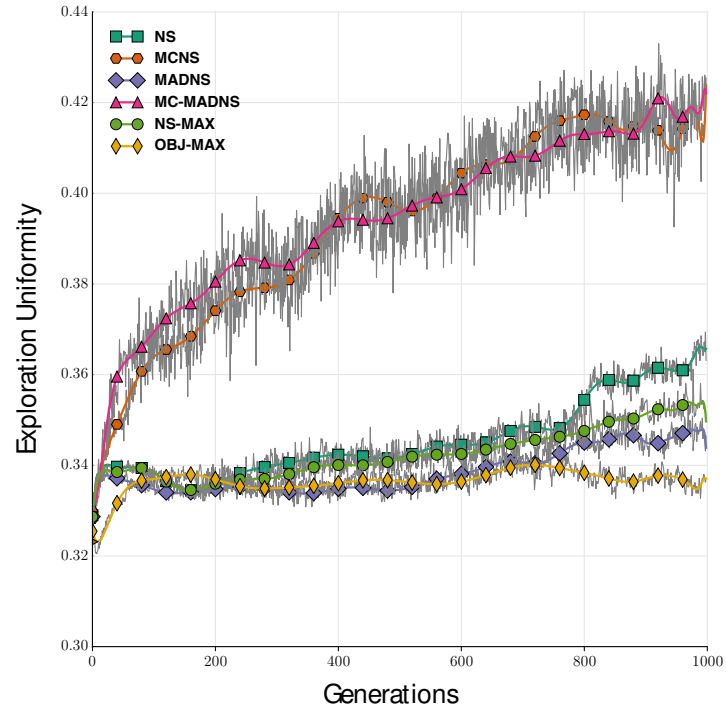 0.44
0.42
0.40
0.38
0.36
0.34
0.32
0.30
Exploration Uniformity
NS
MCNS
MADNS
MC-MADNS
NS-MAX
OBJ-MAX
0 200 400 600 800 1000
Generations